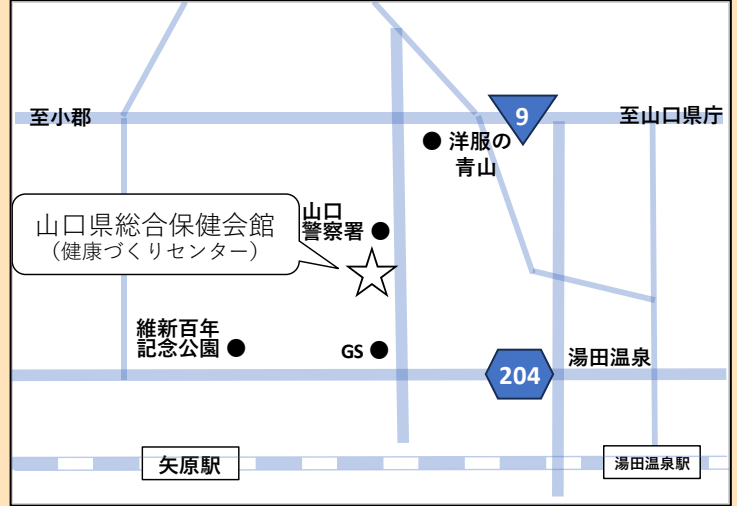 9
至小郡
至山口県庁
洋服の
青山
山口県総合保健会館
（健康づくりセンター）
山口
警察署
維新百年
記念公園
GS
204
湯田温泉
矢原駅
湯田温泉駅